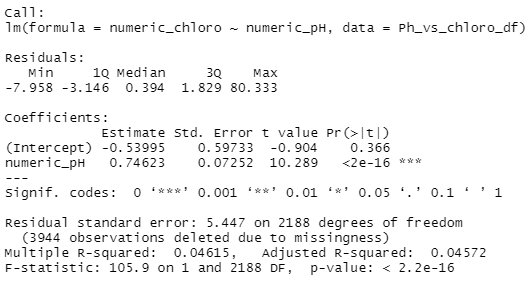 Call:
lm(formula = numeric_chloro ~ numeric_pH, data = Ph_vs_chloro_df)
Residuals:
Min 1Q Median 3Q Max
-7.958 -3.146 0.394 1.829 80.333
Coefficients:
Estimate Std. Error t value Pr(>|t|)
(Intercept) -0.53995 0.59733 -0.904 0.366
numeric_pH 0.74623 0.07252 10.289 <2e-16 ***
---
Signif. codes: 0 ‘***’ 0.001 ‘**’ 0.01 ‘*’ 0.05 ‘.’ 0.1 ‘ ’ 1
Residual standard error: 5.447 on 2188 degrees of freedom
(3944 observations deleted due to missingness)
Multiple R-squared: 0.04615, Adjusted R-squared: 0.04572
F-statistic: 105.9 on 1 and 2188 DF, p-value: < 2.2e-16